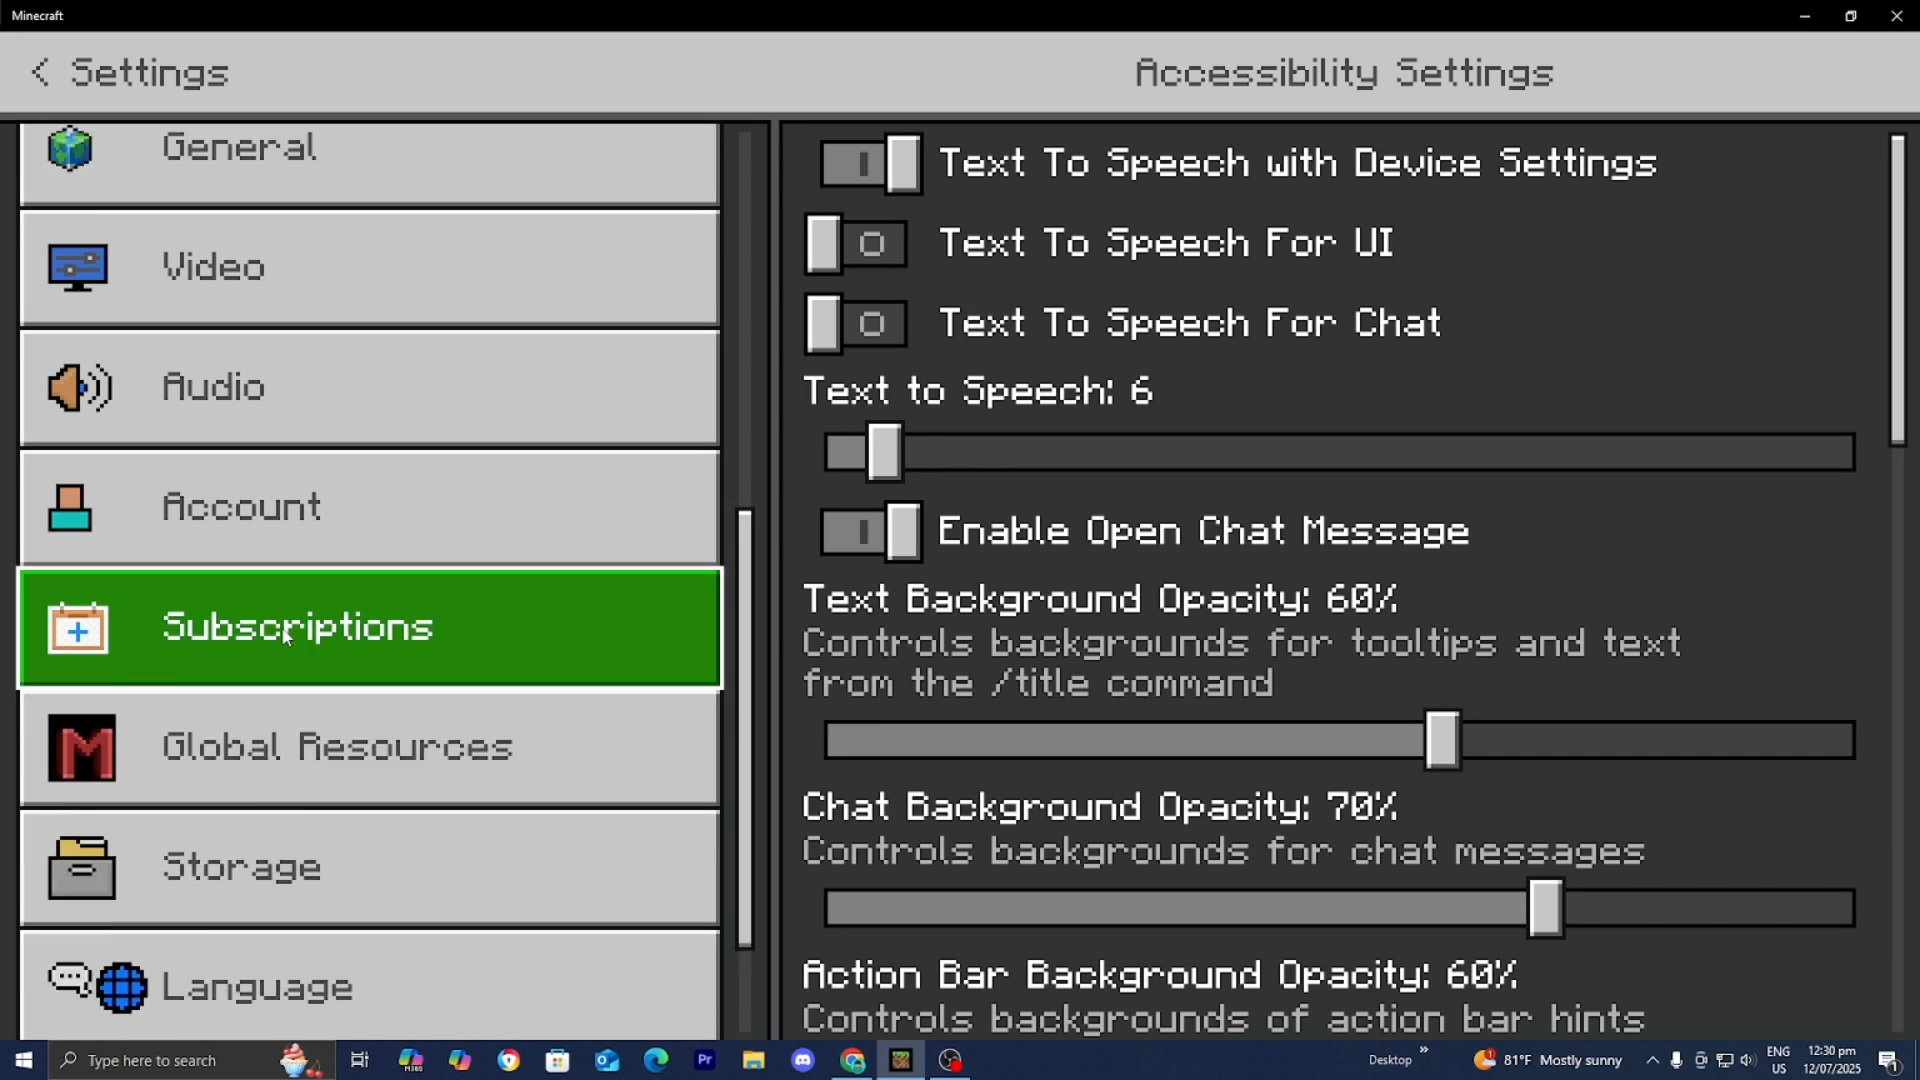 Minecraft
Settings
Accessibility Settings
General
Video
Audio
Account
Subscriptions
Global Resources
Storage
Language
Text To Speech with Device Settings
Text To Speech For UI
Text To Speech For Chat
Text to Speech: 6
Enable Open Chat Message
Text Background Opacity: 60%
Controls backgrounds for tooltips and text
from the /title command
Chat Background Opacity: 70%
Controls backgrounds for chat messages
Action Bar Background Opacity: 60%
Controls backgrounds of action bar hints
Type here to search
M365
Pr
Desktop
81°F Mostly sunny
ENG
US
12:30 pm
12/07/2025
1